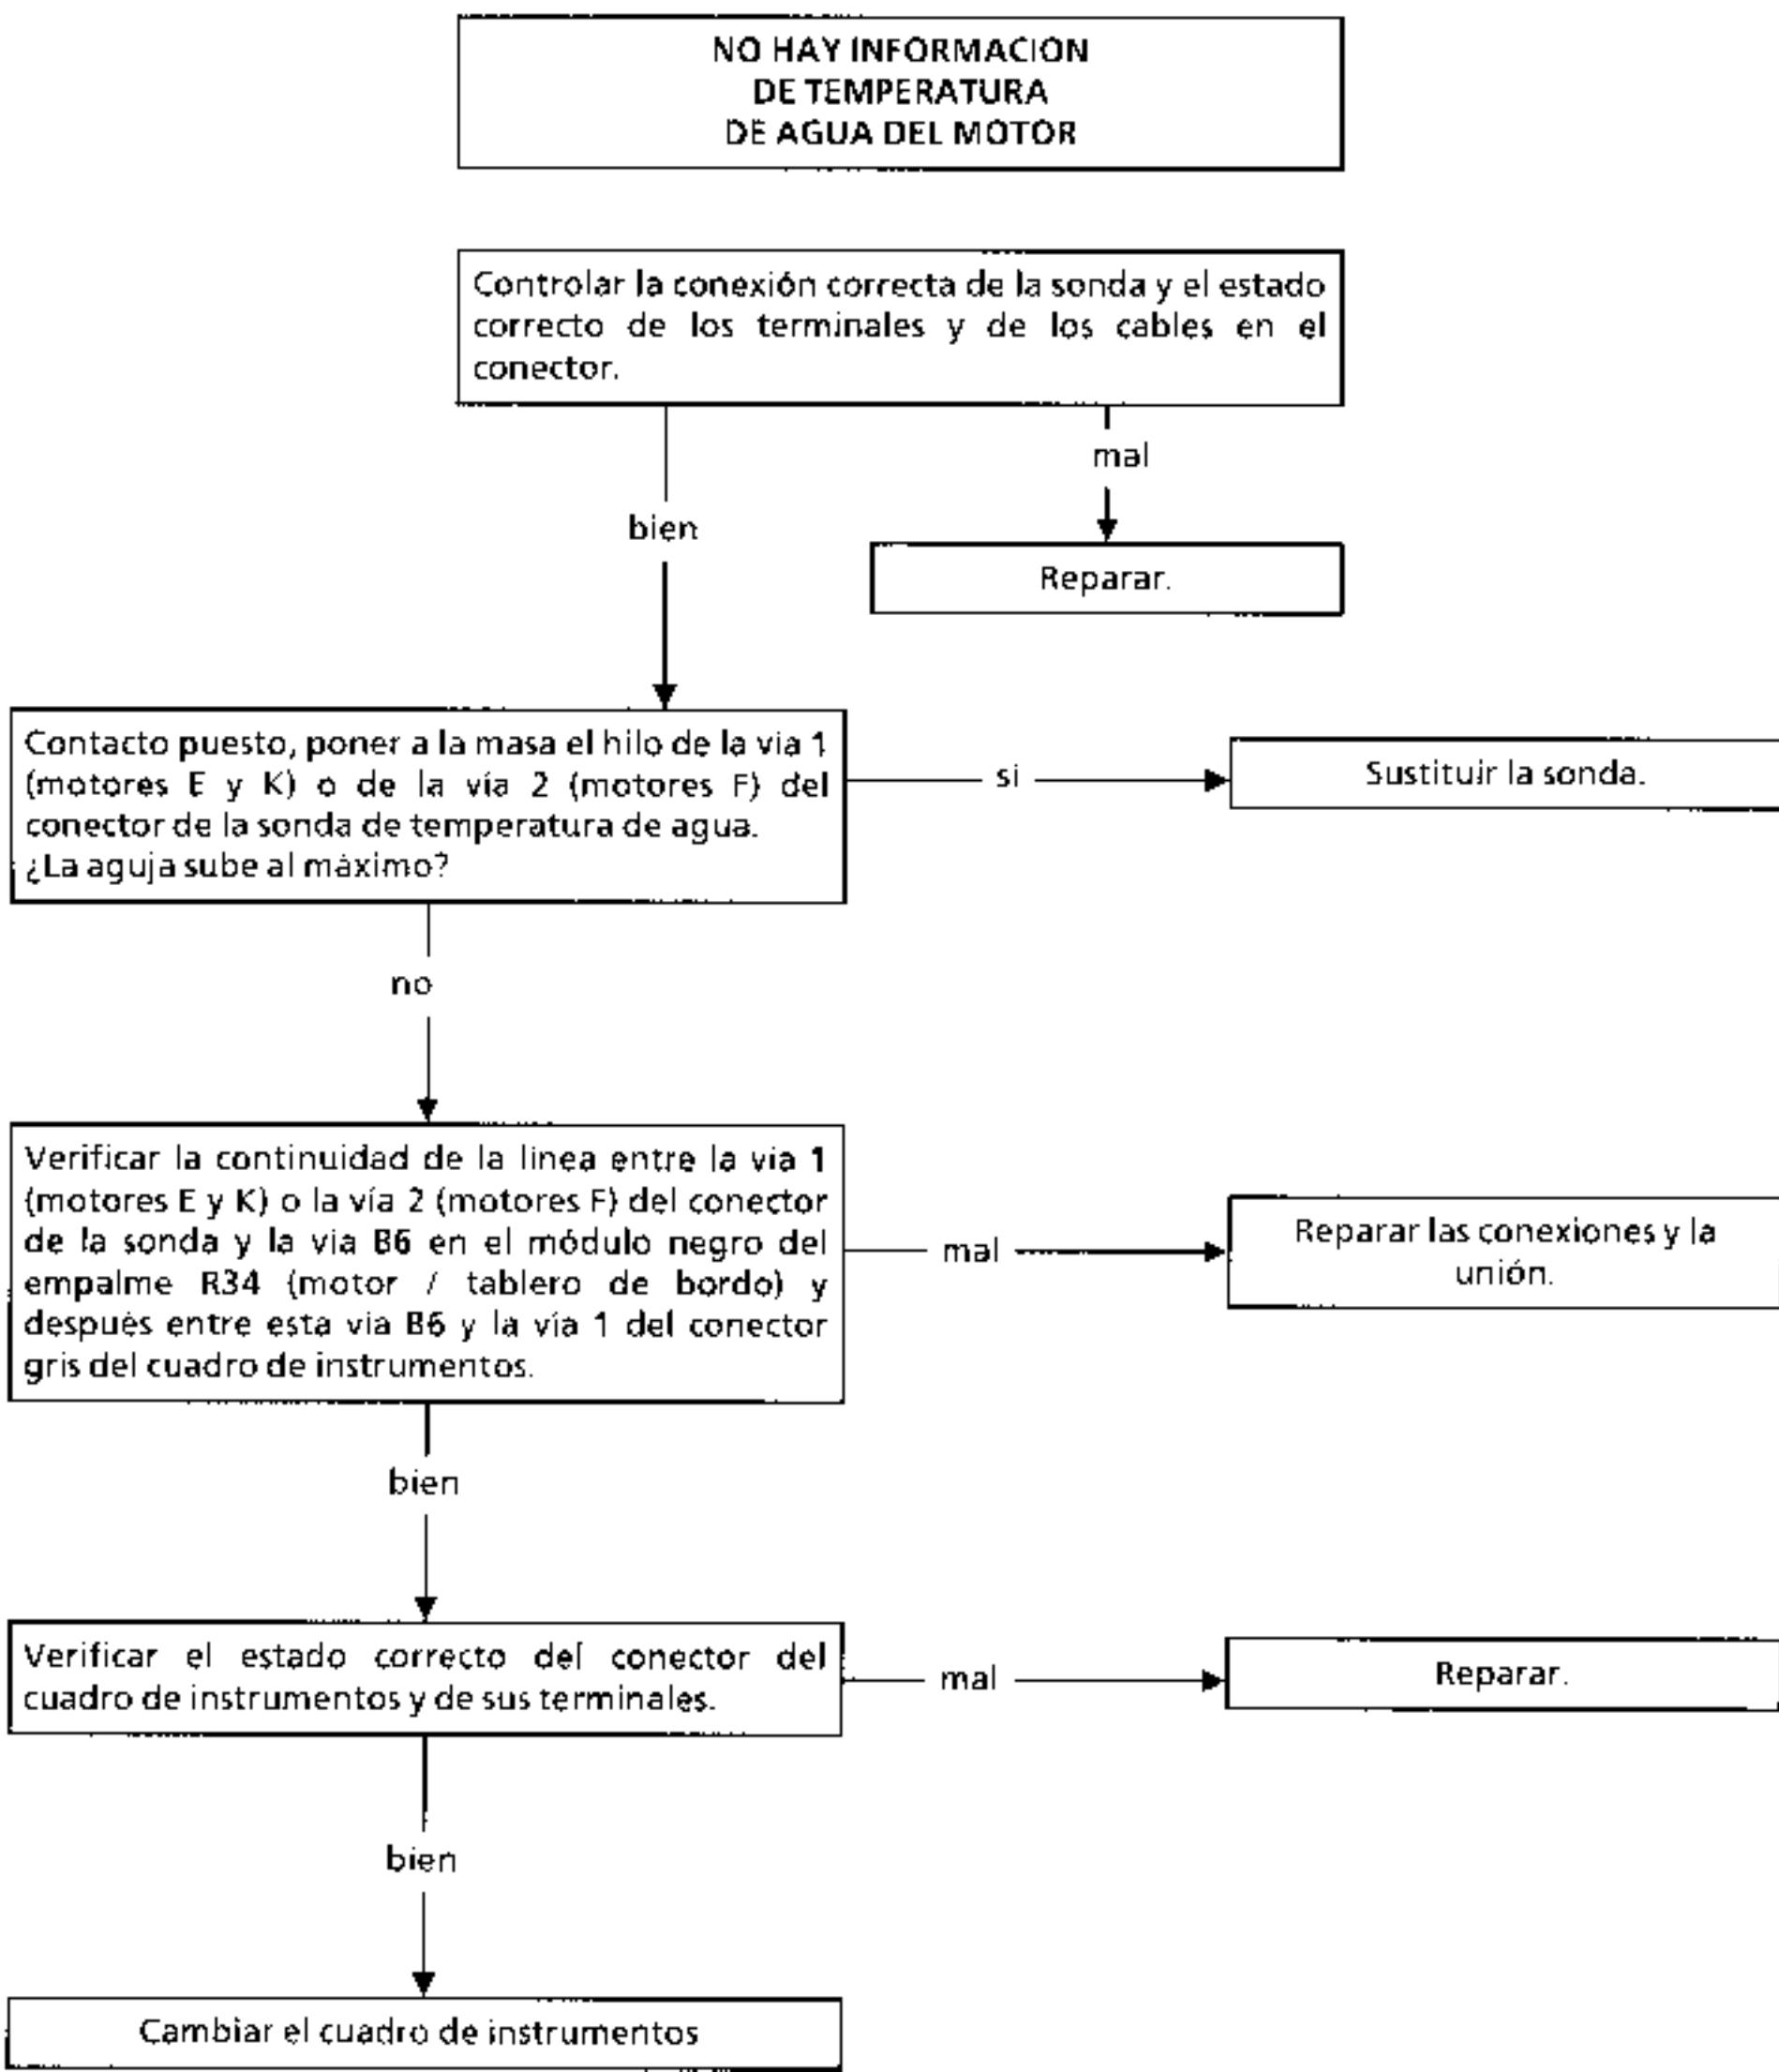 NO HAY INFORMACION
DE TEMPERATURA
DE AGUA DEL MOTOR
Controlar la conexión correcta de la sonda y el estado
correcto de los terminales y de los cables en el
conector.
mal
bien
Reparar.
Contacto puesto, poner a la masa el hilo de la via 1
(motores E y K) o de la vía 2 (motores F) del
conector de la sonda de temperatura de agua.
¿La aguja sube al máximo?
si
Sustituir la sonda.
no
Verificar la continuidad de la linea entre la via 1
(motores E y K) o la vía 2 (motores F) del conector
de la sonda y la via B6 en el módulo negro del
empalme R34 (motor / tablero de bordo) y
después entre esta via B6 y la vía 1 del conector
gris del cuadro de instrumentos.
mal
Reparar las conexiones y la
unión.
bien
Verificar el estado correcto del conector del
cuadro de instrumentos y de sus terminales.
mal
Reparar.
bien
Cambiar el cuadro de instrumentos